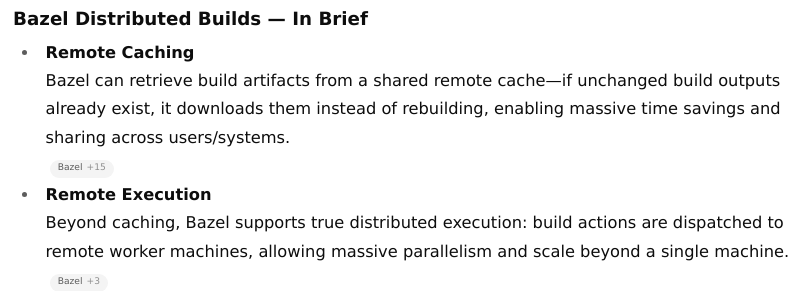 Bazel Distributed Builds — In Brief
• Remote Caching
Bazel can retrieve build artifacts from a shared remote cache—if unchanged build outputs
already exist, it downloads them instead of rebuilding, enabling massive time savings and
sharing across users/systems.
Bazel +15
• Remote Execution
Beyond caching, Bazel supports true distributed execution: build actions are dispatched to
remote worker machines, allowing massive parallelism and scale beyond a single machine.
Bazel +3